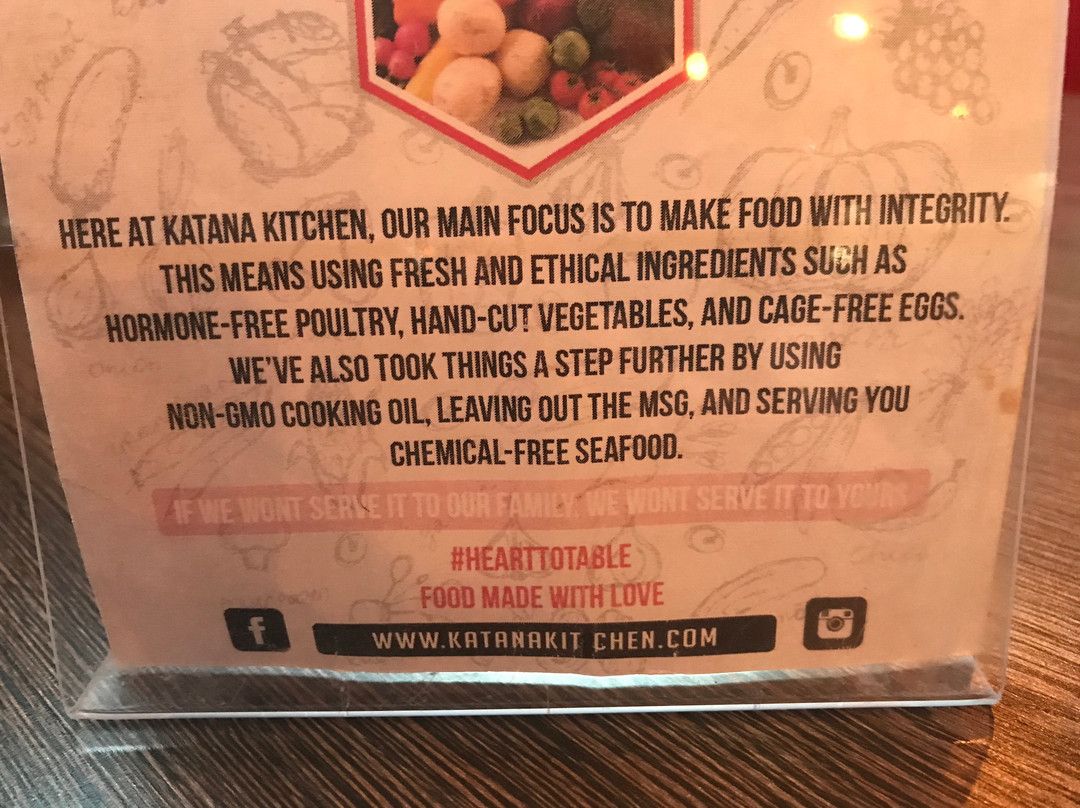 HERE AT KATANA KITCHEN, OUR MAIN FOCUS IS TO MAKE FOOD WITH INTEGRITY.
THIS MEANS USING FRESH AND ETHICAL INGREDIENTS SUCH AS
HORMONE-FREE POULTRY, HAND-CUT VEGETABLES, AND CAGE-FREE EGGS.
WE'VE ALSO TOOK THINGS A STEP FURTHER BY USING
NON-GMO COOKING OIL, LEAVING OUT THE MSG, AND SERVING YOU
CHEMICAL-FREE SEAFOOD.
IF WE WONT SERVE IT TO OUR FAMILY, WE WONT SERVE IT TO YOURS
#HEARTTOTABLE
FOOD MADE WITH LOVE
f
WWW.KATANAKIT CHEN.COM